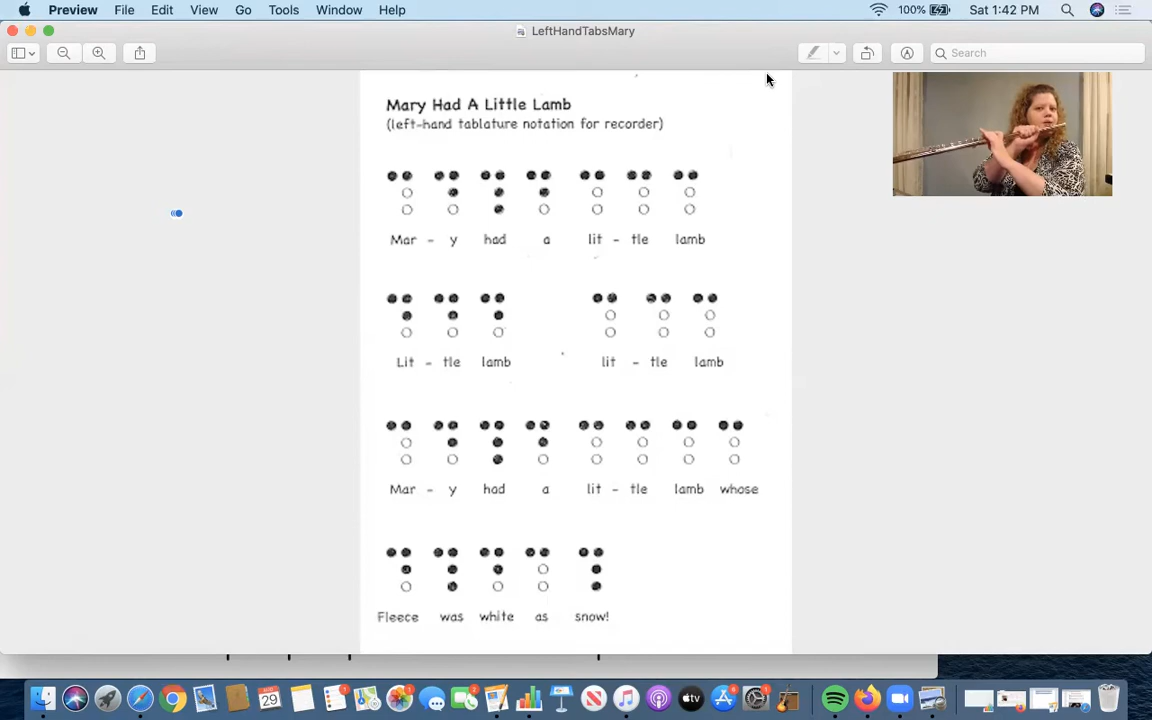 Preview File Edit View Go Tools Window Help 100% Sat 1:42 PM
LeftHandTabsMary
Search
Mary Had A Little Lamb
(left-hand tablature notation for recorder)
Mar - y had a lit - tle lamb
Lit - tle lamb lit - tle lamb
Mar - y had a lit - tle lamb whose
Fleece was white as snow!